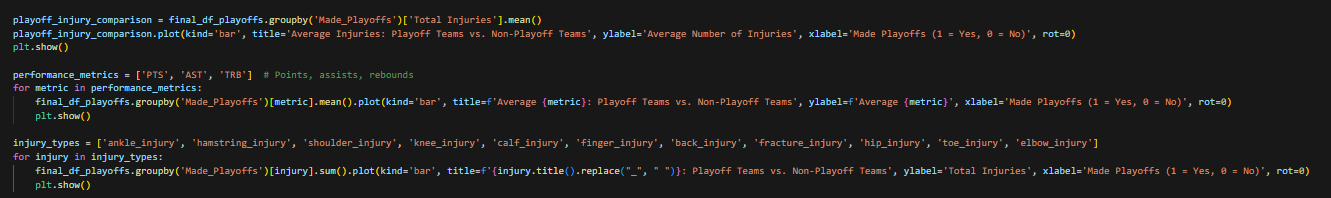 playoff_injury_comparison = final_df_playoffs.groupby('Made_Playoffs')['Total Injuries'].mean()
playoff_injury_comparison.plot(kind='bar', title='Average Injuries: Playoff Teams vs. Non-Playoff Teams', ylabel='Average Number of Injuries', xlabel='Made Playoffs (1 = Yes, 0 = No)', rot=0)
plt.show()

performance_metrics = ['PTS', 'AST', 'TRB']  # Points, assists, rebounds
for metric in performance_metrics:
    final_df_playoffs.groupby('Made_Playoffs')[metric].mean().plot(kind='bar', title=f'Average {metric}: Playoff Teams vs. Non-Playoff Teams', ylabel=f'Average {metric}', xlabel='Made Playoffs (1 = Yes, 0 = No)', rot=0)
    plt.show()

injury_types = ['ankle_injury', 'hamstring_injury', 'shoulder_injury', 'knee_injury', 'calf_injury', 'finger_injury', 'back_injury', 'fracture_injury', 'hip_injury', 'toe_injury', 'elbow_injury']
for injury in injury_types:
    final_df_playoffs.groupby('Made_Playoffs')[injury].sum().plot(kind='bar', title=f'{injury.title().replace("_", " ")}: Playoff Teams vs. Non-Playoff Teams', ylabel='Total Injuries', xlabel='Made Playoffs (1 = Yes, 0 = No)', rot=0)
    plt.show()